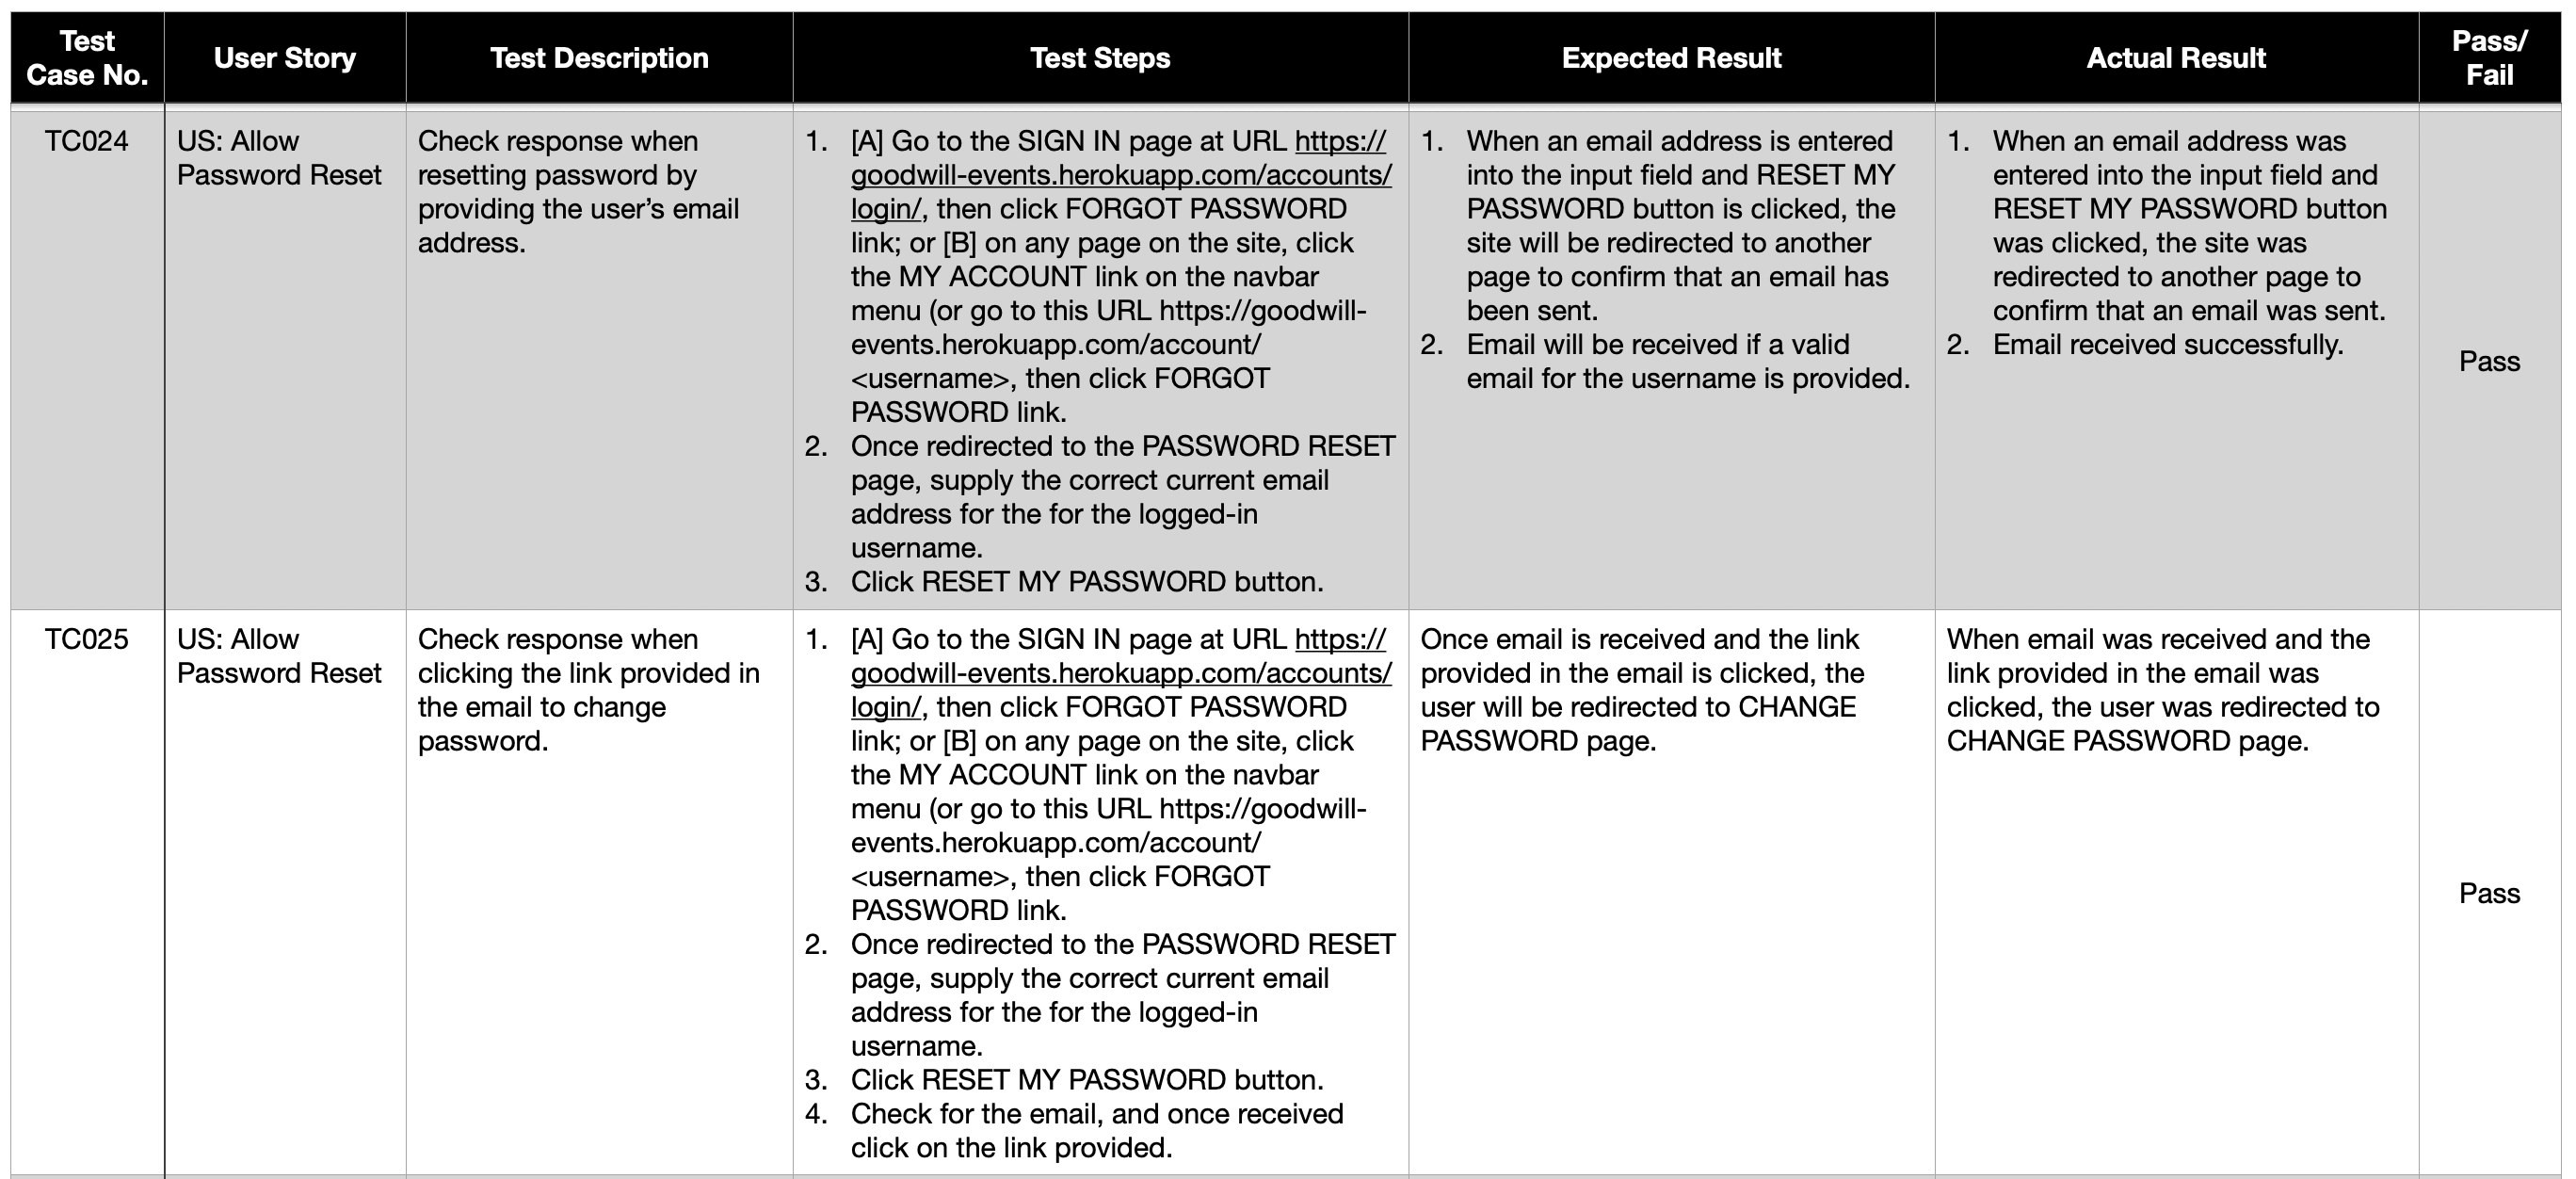 Test
Case No.
User Story
Test Description
Test Steps
Expected Result
Actual Result
Pass/
Fail
TC024
US: Allow
Password Reset
Check response when
resetting password by
providing the user’s email
address.
1. [A] Go to the SIGN IN page at URL https://
goodwill-events.herokuapp.com/accounts/
login/, then click FORGOT PASSWORD
link; or [B] on any page on the site, click
the MY ACCOUNT link on the navbar
menu (or go to this URL https://goodwill-
events.herokuapp.com/account/
<username>, then click FORGOT
PASSWORD link.
2. Once redirected to the PASSWORD RESET
page, supply the correct current email
address for the for the logged-in
username.
3. Click RESET MY PASSWORD button.
1. When an email address is entered
into the input field and RESET MY
PASSWORD button is clicked, the
site will be redirected to another
page to confirm that an email has
been sent.
2. Email will be received if a valid
email for the username is provided.
1. When an email address was
entered into the input field and
RESET MY PASSWORD button
was clicked, the site was
redirected to another page to
confirm that an email was sent.
2. Email received successfully.
Pass
TC025
US: Allow
Password Reset
Check response when
clicking the link provided in
the email to change
password.
1. [A] Go to the SIGN IN page at URL https://
goodwill-events.herokuapp.com/accounts/
login/, then click FORGOT PASSWORD
link; or [B] on any page on the site, click
the MY ACCOUNT link on the navbar
menu (or go to this URL https://goodwill-
events.herokuapp.com/account/
<username>, then click FORGOT
PASSWORD link.
2. Once redirected to the PASSWORD RESET
page, supply the correct current email
address for the for the logged-in
username.
3. Click RESET MY PASSWORD button.
4. Check for the email, and once received
click on the link provided.
Once email is received and the link
provided in the email is clicked, the
user will be redirected to CHANGE
PASSWORD page.
When email was received and the
link provided in the email was
clicked, the user was redirected to
CHANGE PASSWORD page.
Pass